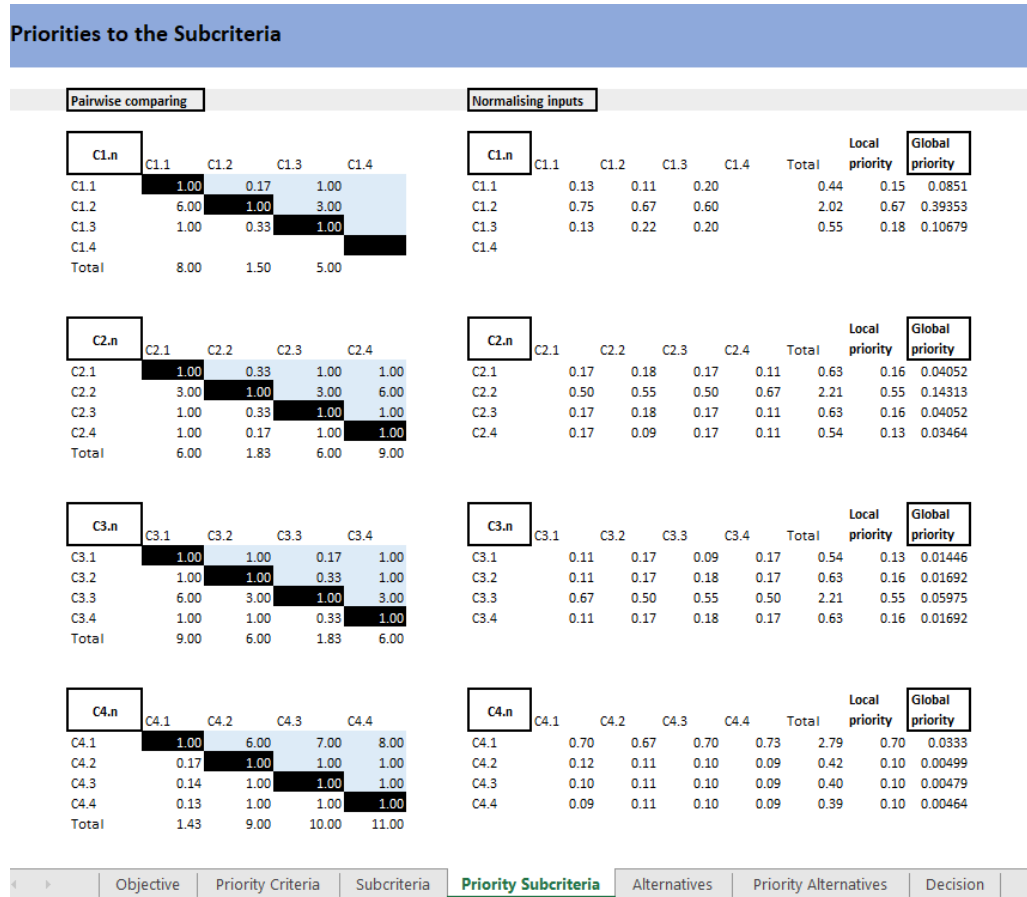 Priorities to the Subcriteria
Pairwise comparing Normalising inputs
C1.n C1.1 C1.2 C1.3 C1.4 C1.n C1.1 C1.2 C1.3 C1.4 Total Local priority Global priority
C1.1 1.00 0.17 1.00 C1.1 0.13 0.11 0.20 0.44 0.15 0.0851
C1.2 6.00 1.00 3.00 C1.2 0.75 0.67 0.60 2.02 0.67 0.39353
C1.3 1.00 0.33 1.00 C1.3 0.13 0.22 0.20 0.55 0.18 0.10679
C1.4 C1.4
Total 8.00 1.50 5.00
C2.n C2.1 C2.2 C2.3 C2.4 C2.n C2.1 C2.2 C2.3 C2.4 Total Local priority Global priority
C2.1 1.00 0.33 1.00 1.00 C2.1 0.17 0.18 0.17 0.11 0.63 0.16 0.04052
C2.2 3.00 1.00 3.00 6.00 C2.2 0.50 0.55 0.50 0.67 2.21 0.55 0.14313
C2.3 1.00 0.33 1.00 1.00 C2.3 0.17 0.18 0.17 0.11 0.63 0.16 0.04052
C2.4 1.00 0.17 1.00 1.00 C2.4 0.17 0.09 0.17 0.11 0.54 0.13 0.03464
Total 6.00 1.83 6.00 9.00
C3.n C3.1 C3.2 C3.3 C3.4 C3.n C3.1 C3.2 C3.3 C3.4 Total Local priority Global priority
C3.1 1.00 1.00 0.17 1.00 C3.1 0.11 0.17 0.09 0.17 0.54 0.13 0.01446
C3.2 1.00 1.00 0.33 1.00 C3.2 0.11 0.17 0.18 0.17 0.63 0.16 0.01692
C3.3 6.00 3.00 1.00 3.00 C3.3 0.67 0.50 0.55 0.50 2.21 0.55 0.05975
C3.4 1.00 1.00 0.33 1.00 C3.4 0.11 0.17 0.18 0.17 0.63 0.16 0.01692
Total 9.00 6.00 1.83 6.00
C4.n C4.1 C4.2 C4.3 C4.4 C4.n C4.1 C4.2 C4.3 C4.4 Total Local priority Global priority
C4.1 1.00 6.00 7.00 8.00 C4.1 0.70 0.67 0.70 0.73 2.79 0.70 0.0333
C4.2 0.17 1.00 1.00 1.00 C4.2 0.12 0.11 0.10 0.09 0.42 0.10 0.00499
C4.3 0.14 1.00 1.00 1.00 C4.3 0.10 0.11 0.10 0.09 0.40 0.10 0.00479
C4.4 0.13 1.00 1.00 1.00 C4.4 0.09 0.11 0.10 0.09 0.39 0.10 0.00464
Total 1.43 9.00 10.00 11.00
Objective Priority Criteria Subcriteria Priority Subcriteria Alternatives Priority Alternatives Decision